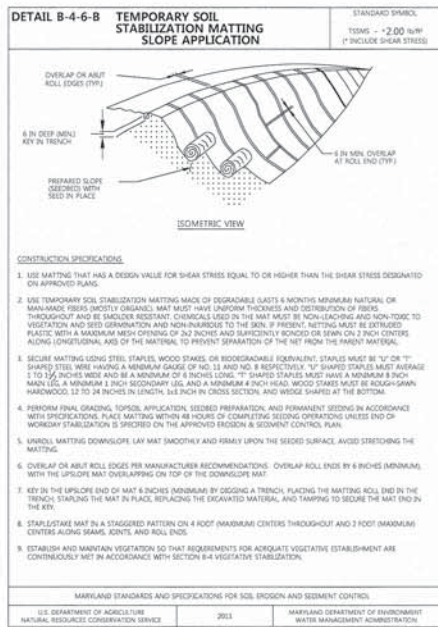 DETAIL B-4-6-B TEMPORARY SOIL
STABILIZATION MATTING
SLOPE APPLICATION
STANDARD SYMBOL
TSSMS - *2.00 lb/ft²
(* INCLUDE SHEAR STRESS)
OVERLAP OR ABUT
ROLL EDGES (TYP.)
6 IN DEEP (MIN.)
KEY IN TRENCH
6 IN MIN. OVERLAP
AT ROLL END (TYP.)
PREPARED SLOPE
(SEEDBED) WITH
SEED IN PLACE
ISOMETRIC VIEW
CONSTRUCTION SPECIFICATIONS
1. USE MATTING THAT HAS A DESIGN VALUE FOR SHEAR STRESS EQUAL TO OR HIGHER THAN THE SHEAR STRESS DESIGNATED
ON APPROVED PLANS.
2. USE TEMPORARY SOIL STABILIZATION MATTING MADE OF DEGRADABLE (LASTS 6 MONTHS MINIMUM) NATURAL OR
MAN-MADE FIBERS (MOSTLY ORGANIC). MAT MUST HAVE UNIFORM THICKNESS AND DISTRIBUTION OF FIBERS
THROUGHOUT AND BE SMOLDER RESISTANT. CHEMICALS USED IN THE MAT MUST BE NON-LEACHING AND NON-TOXIC TO
VEGETATION AND SEED GERMINATION AND NON-INJURIOUS TO THE SKIN. IF PRESENT, NETTING MUST BE EXTRUDED
PLASTIC WITH A MAXIMUM MESH OPENING OF 2x2 INCHES AND SUFFICIENTLY BONDED OR SEWN ON 2 INCH CENTERS
ALONG LONGITUDINAL AXIS OF THE MATERIAL TO PREVENT SEPARATION OF THE NET FROM THE PARENT MATERIAL.
3. SECURE MATTING USING STEEL STAPLES, WOOD STAKES, OR BIODEGRADABLE EQUIVALENT. STAPLES MUST BE "U" OR "T"
SHAPED STEEL WIRE HAVING A MINIMUM GAUGE OF NO. 11 AND NO. 8 RESPECTIVELY. "U" SHAPED STAPLES MUST AVERAGE
1 TO 1½ INCHES WIDE AND BE A MINIMUM OF 6 INCHES LONG. "T" SHAPED STAPLES MUST HAVE A MINIMUM 8 INCH
MAIN LEG, A MINIMUM 1 INCH SECONDARY LEG, AND A MINIMUM 4 INCH HEAD. WOOD STAKES MUST BE ROUGH-SAWN
HARDWOOD, 12 TO 24 INCHES IN LENGTH, 1x3 INCH IN CROSS SECTION, AND WEDGE SHAPED AT THE BOTTOM.
4. PERFORM FINAL GRADING, TOPSOIL APPLICATION, SEEDBED PREPARATION, AND PERMANENT SEEDING IN ACCORDANCE
WITH SPECIFICATIONS. PLACE MATTING WITHIN 48 HOURS OF COMPLETING SEEDING OPERATIONS UNLESS END OF
WORKDAY STABILIZATION IS SPECIFIED ON THE APPROVED EROSION & SEDIMENT CONTROL PLAN.
5. UNROLL MATTING DOWNSLOPE. LAY MAT SMOOTHLY AND FIRMLY UPON THE SEEDED SURFACE. AVOID STRETCHING THE
MATTING.
6. OVERLAP OR ABUT ROLL EDGES PER MANUFACTURER RECOMMENDATIONS. OVERLAP ROLL ENDS BY 6 INCHES (MINIMUM),
WITH THE UPSLOPE MAT OVERLAPPING ON TOP OF THE DOWNSLOPE MAT.
7. KEY IN THE UPSLOPE END OF MAT 6 INCHES (MINIMUM) BY DIGGING A TRENCH, PLACING THE MATTING ROLL END IN THE
TRENCH, STAPLING THE MAT IN PLACE, REPLACING THE EXCAVATED MATERIAL, AND TAMPING TO SECURE THE MAT END IN
THE KEY.
8. STAPLE/STAKE MAT IN A STAGGERED PATTERN ON 4 FOOT (MAXIMUM) CENTERS THROUGHOUT AND 2 FOOT (MAXIMUM)
CENTERS ALONG SEAMS, JOINTS, AND ROLL ENDS.
9. ESTABLISH AND MAINTAIN VEGETATION SO THAT REQUIREMENTS FOR ADEQUATE VEGETATIVE ESTABLISHMENT ARE
CONTINUOUSLY MET IN ACCORDANCE WITH SECTION B-4 VEGETATIVE STABILIZATION.
MARYLAND STANDARDS AND SPECIFICATIONS FOR SOIL EROSION AND SEDIMENT CONTROL
U.S. DEPARTMENT OF AGRICULTURE
NATURAL RESOURCES CONSERVATION SERVICE
2011
MARYLAND DEPARTMENT OF ENVIRONMENT
WATER MANAGEMENT ADMINISTRATION